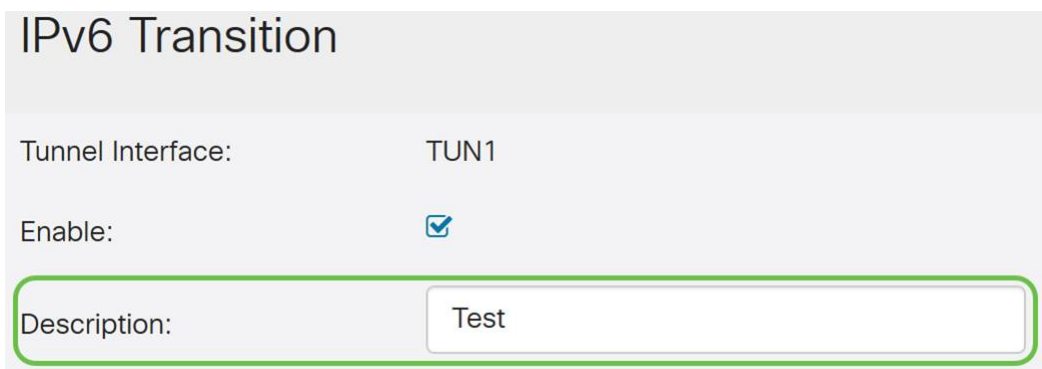 IPv6 Transition
Tunnel Interface: TUN1
Enable:
Description: Test